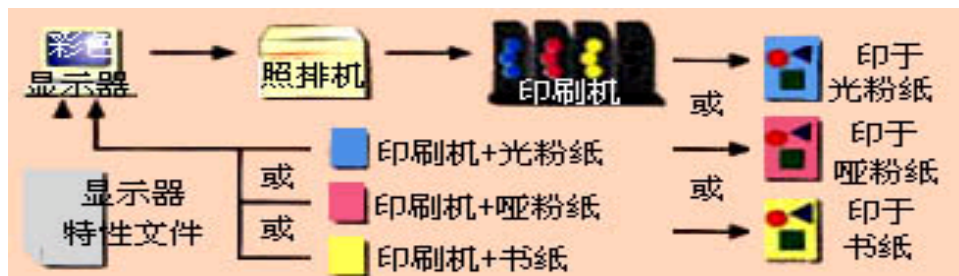 彩色
显示器
照排机
印刷机
或
印于
光粉纸
印刷机+光粉纸
或
印刷机+哑粉纸
或
印刷机+书纸
或
印于
哑粉纸
印于
书纸
显示器
特性文件